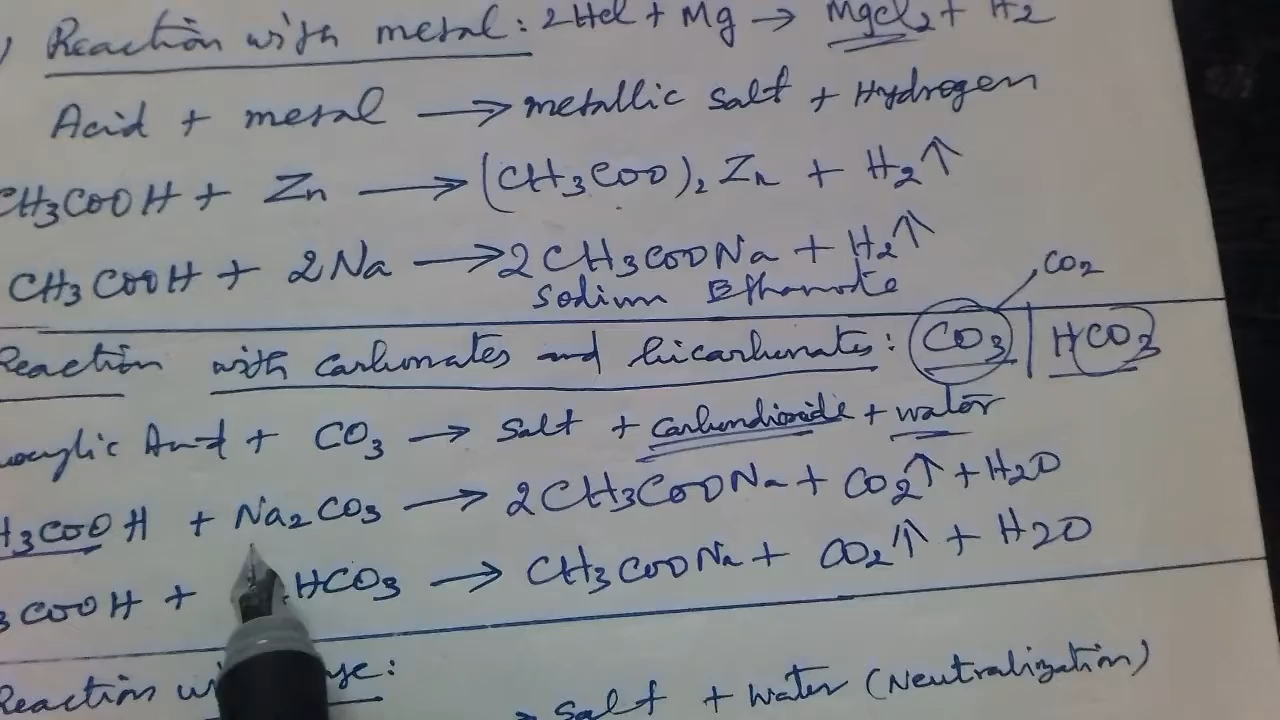 Reaction with metal: 2HCl + Mg → MgCl2 + H2
Acid + metal → metallic salt + Hydrogen
CH3COOH + Zn → (CH3COO)2 Zn + H2↑
CH3COOH + 2Na → 2CH3COONa + H2↑
Sodium Ethanoate
CO2
Reaction with carbonates and bicarbonates: CO3 | HCO3
Acid + CO3 → salt + carbondioxide + water
H3COOH + Na2CO3 → 2CH3COONa + CO2↑ + H2O
3COOH + HCO3 → CH3COONa + CO2↑ + H2O
Reaction
salt + water (Neutralization)